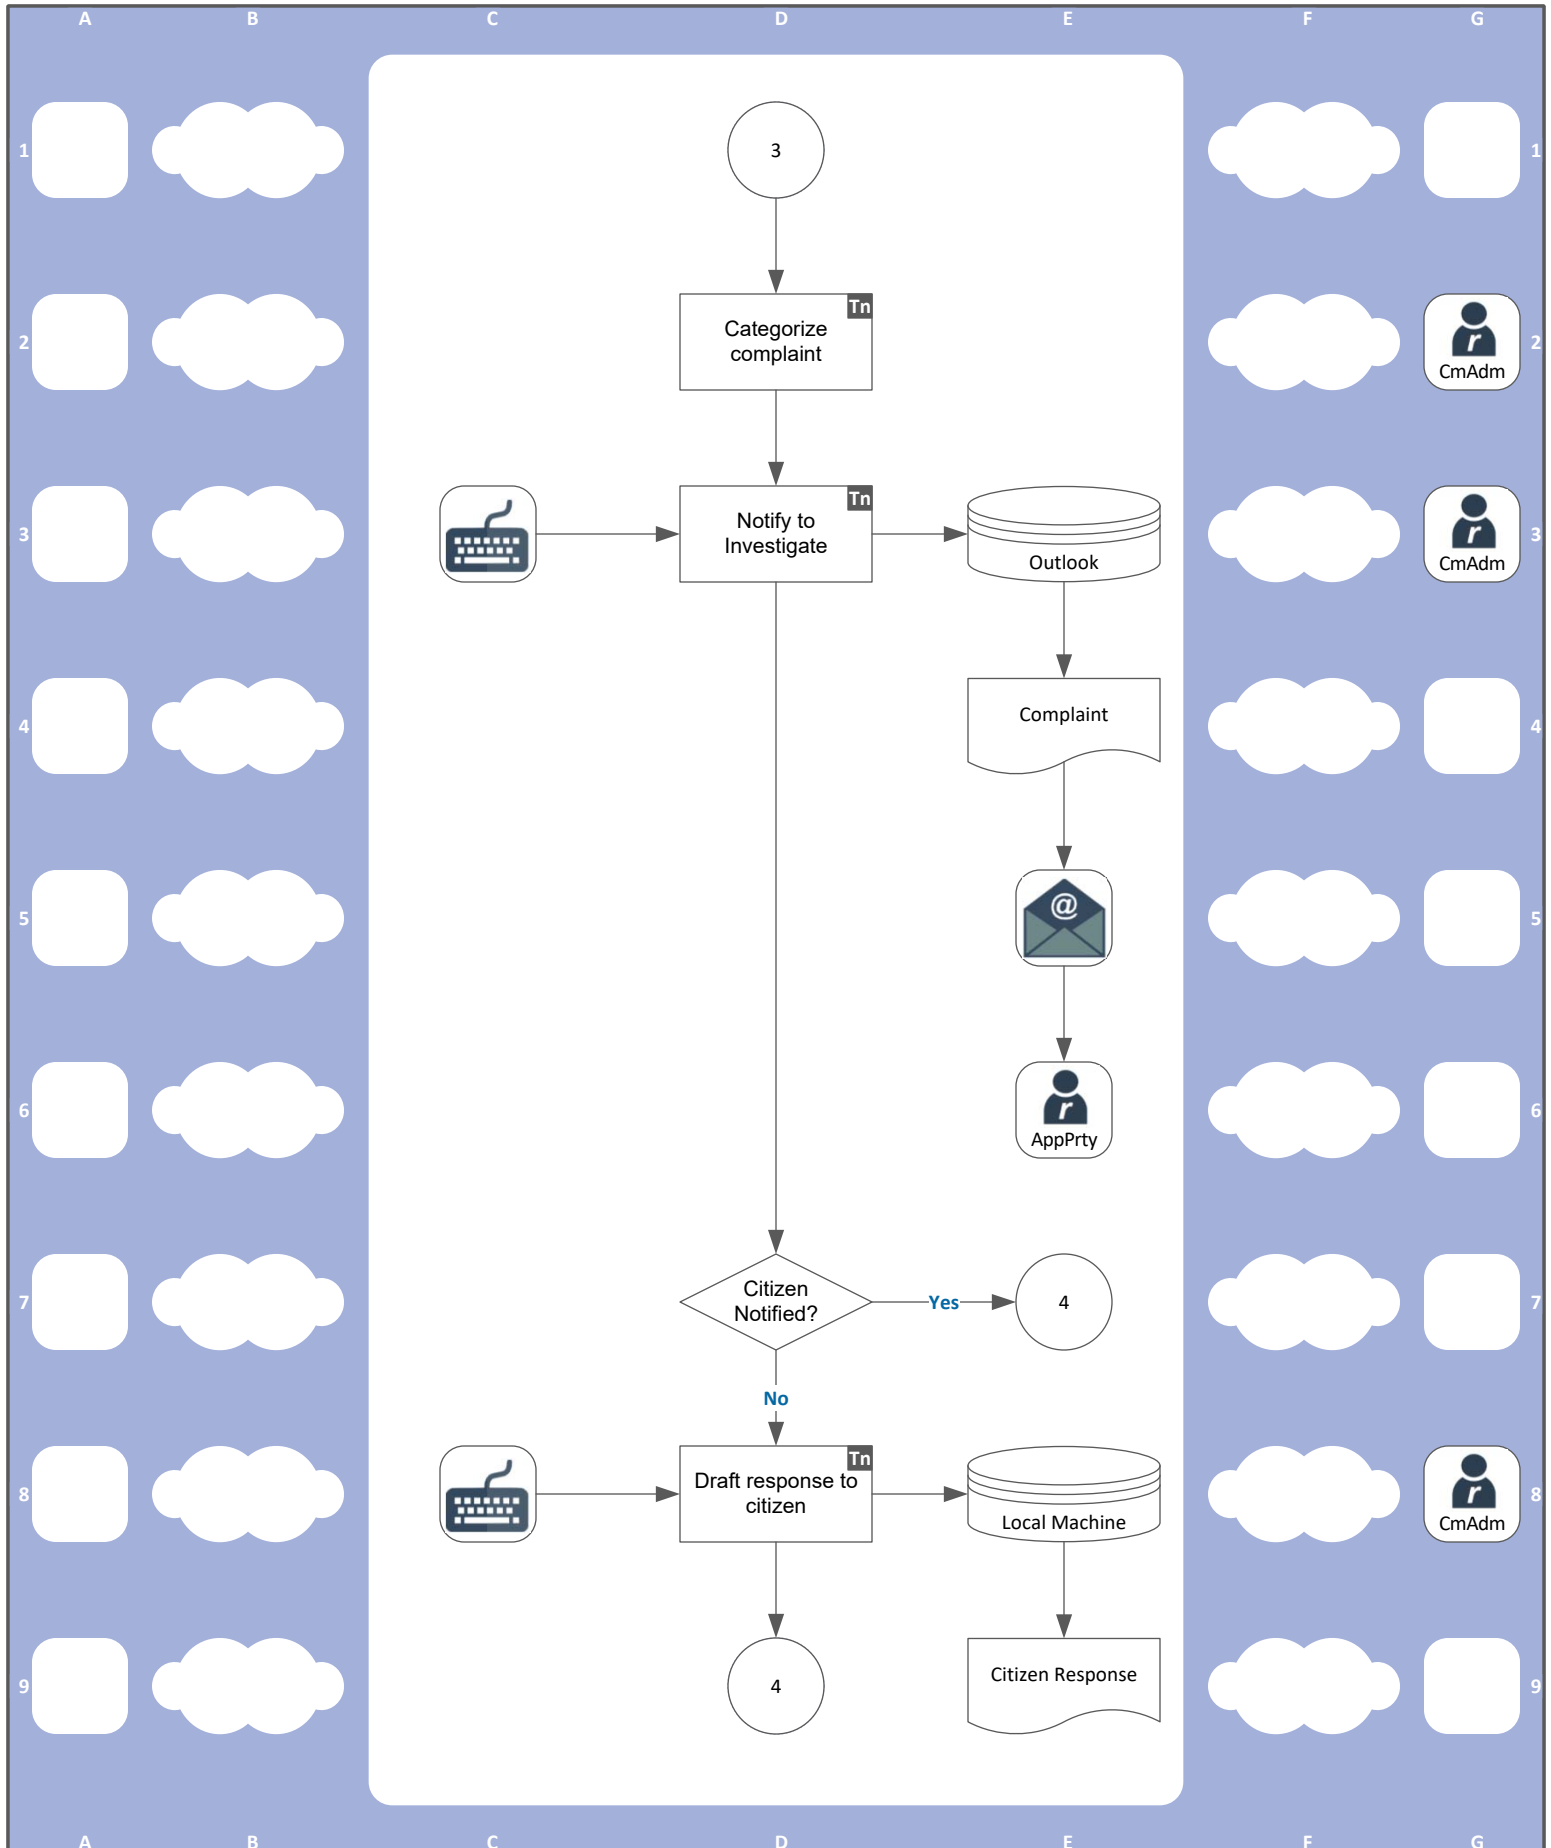 A B C D E F G
1 3 1
Tn
2 Categorize 2
complaint
CmAdm
Tn
3 Notify to 3
Investigate
Outlook CmAdm
4 Complaint 4
5 @ 5
6 r 6
AppPrty
7 Citizen Yes 4 7
Notified?
No
Tn
8 Draft response to 8
citizen
Local Machine CmAdm
9 4 Citizen Response 9
A B C D E F G